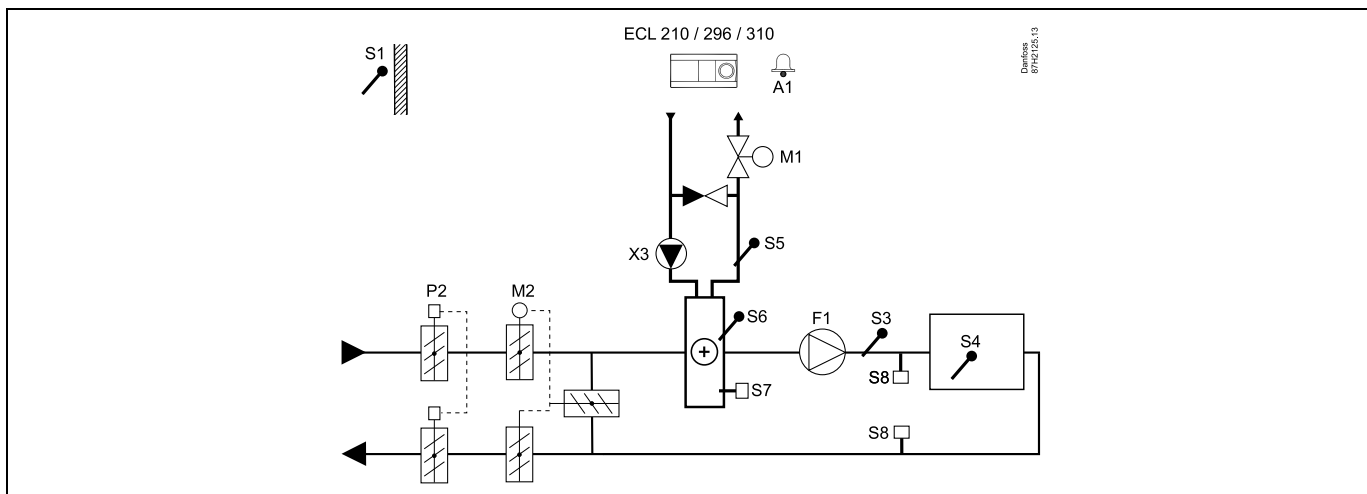 ECL 210 / 296 / 310
Danfoss
87H2125.13
S1
A1
M1
X3
S5
P2
M2
S6
F1
S3
S4
S8
S7
S8